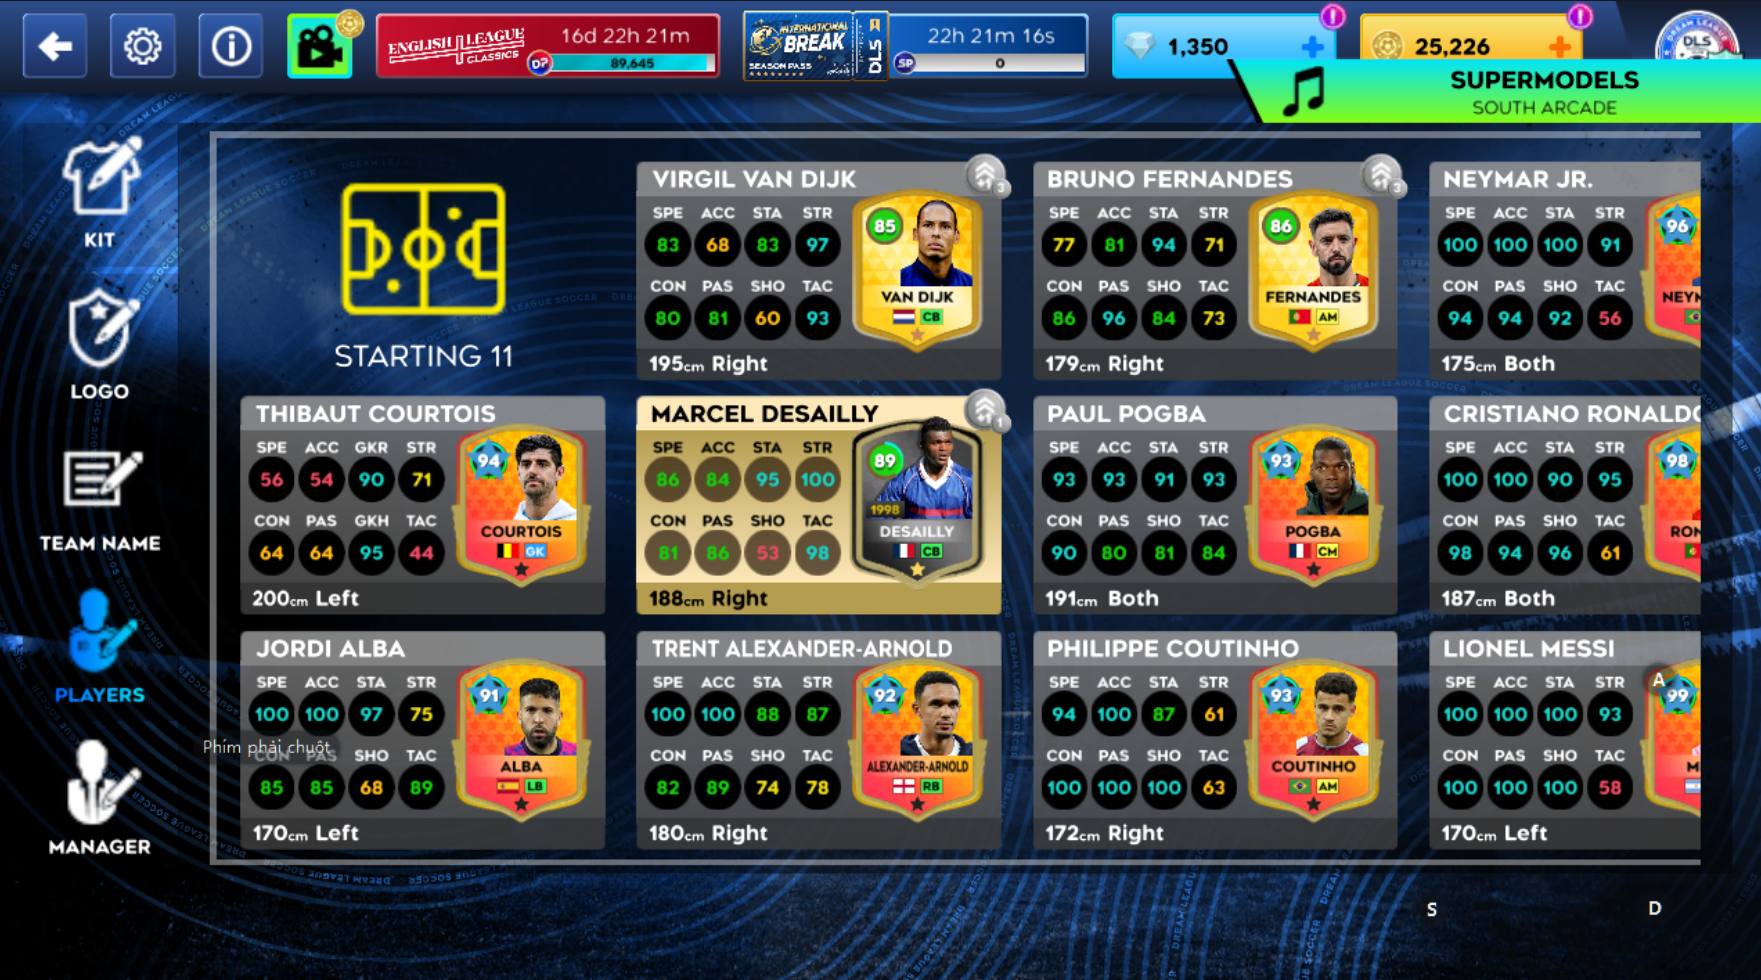 ENGLISH LEAGUE
CLASSICS
16d 22h 21m
DP
89,645
INTERNATIONAL
BREAK
SEASON PASS
DLS
22h 21m 16s
SP
0
1,350
25,226
DLS
SUPERMODELS
SOUTH ARCADE
KIT
LOGO
TEAM NAME
PLAYERS
MANAGER
STARTING 11
VIRGIL VAN DIJK
3
SPE ACC STA STR
83 68 83 97
CON PAS SHO TAC
80 81 60 93
85
VAN DIJK
CB
195cm Right
BRUNO FERNANDES
3
SPE ACC STA STR
77 81 94 71
CON PAS SHO TAC
86 96 84 73
86
FERNANDES
AM
179cm Right
NEYMAR JR.
SPE ACC STA STR
100 100 100 91
CON PAS SHO TAC
94 94 92 56
96
NEYM
175cm Both
THIBAUT COURTOIS
SPE ACC GKR STR
56 54 90 71
CON PAS GKH TAC
64 64 95 44
94
COURTOIS
GK
200cm Left
MARCEL DESAILLY
1
SPE ACC STA STR
86 84 95 100
CON PAS SHO TAC
81 86 53 98
89
1998
DESAILLY
CB
188cm Right
PAUL POGBA
SPE ACC STA STR
93 93 91 93
CON PAS SHO TAC
90 80 81 84
93
POGBA
CM
191cm Both
CRISTIANO RONALDO
SPE ACC STA STR
100 100 90 95
CON PAS SHO TAC
98 94 96 61
98
RON
187cm Both
JORDI ALBA
SPE ACC STA STR
100 100 97 75
Phím phải chuột
CON PAS SHO TAC
85 85 68 89
91
ALBA
LB
170cm Left
TRENT ALEXANDER-ARNOLD
SPE ACC STA STR
100 100 88 87
CON PAS SHO TAC
82 89 74 78
92
ALEXANDER-ARNOLD
RB
180cm Right
PHILIPPE COUTINHO
SPE ACC STA STR
94 100 87 61
CON PAS SHO TAC
100 100 100 63
93
COUTINHO
AM
172cm Right
LIONEL MESSI
SPE ACC STA STR
100 100 100 93
CON PAS SHO TAC
100 100 100 58
A
99
M
170cm Left
S
D